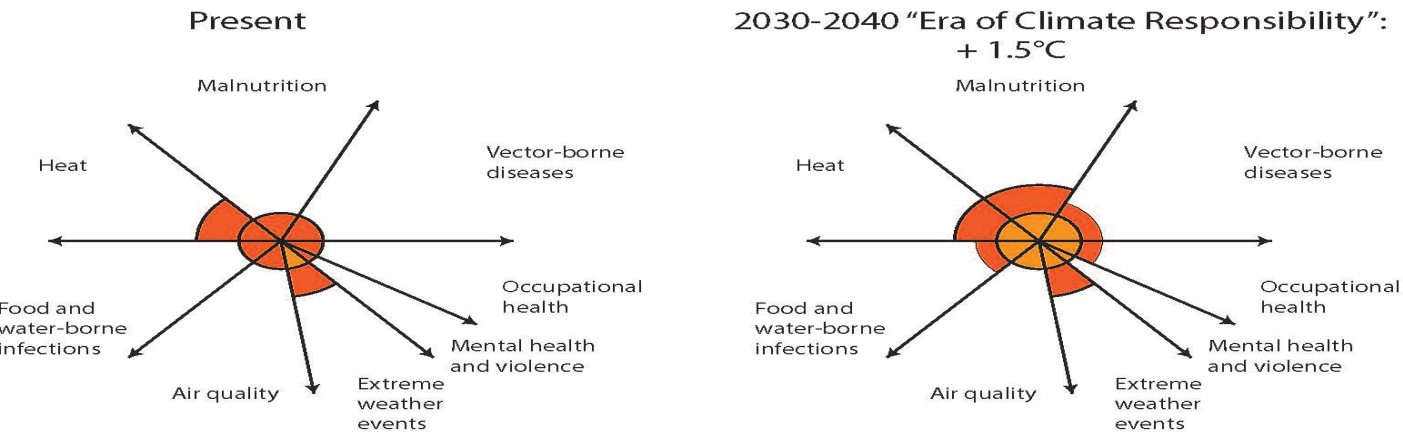 Present
Malnutrition
Heat
Vector-borne
diseases
Occupational
health
Food and
water-borne
infections
Mental health
and violence
Air quality
Extreme
weather
events
2030-2040 “Era of Climate Responsibility”:
+ 1.5°C
Malnutrition
Heat
Vector-borne
diseases
Occupational
health
Food and
water-borne
infections
Mental health
and violence
Air quality
Extreme
weather
events